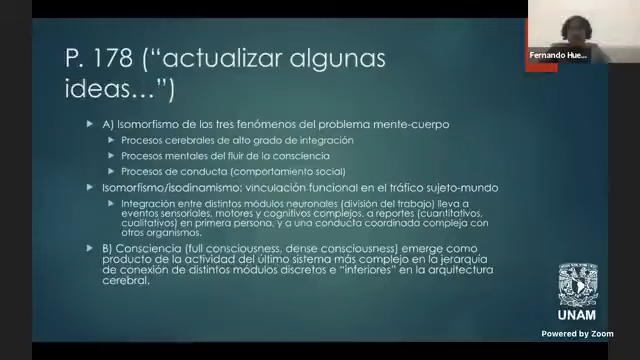 P. 178 (“actualizar algunas
ideas…”)
A) Isomorfismo de los tres fenómenos del problema mente-cuerpo
Procesos cerebrales de alto grado de integración
Procesos mentales del fluir de la consciencia
Procesos de conducta (comportamiento social)
Isomorfismo/isodinamismo: vinculación funcional en el tráfico sujeto-mundo
Integración entre distintos módulos neuronales (división del trabajo) lleva a
eventos sensoriales, motores y cognitivos complejos, a reportes (cuantitativos,
cualitativos) en primera persona, y a una conducta coordinada compleja con
otros organismos.
B) Consciencia (full consciousness, dense consciousness) emerge como
producto de la actividad del último sistema más complejo en la jerarquía
de conexión de distintos módulos discretos e “inferiores” en la arquitectura
cerebral.
Fernando Hue...
UNAM
Powered by Zoom